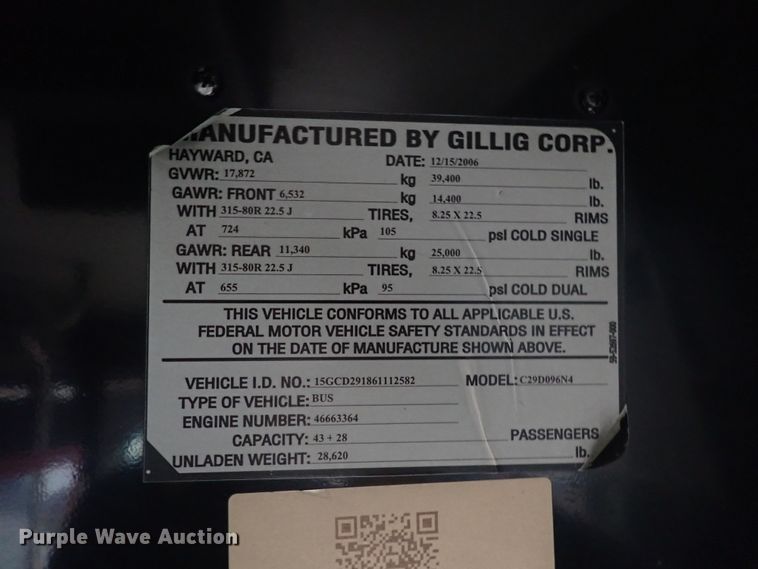 MANUFACTURED BY GILLIG CORP.
HAYWARD, CA DATE: 12/15/2006
GVWR: 17,872 kg 39,400 lb.
GAWR: FRONT 6,532 kg 14,400 lb.
WITH 315-80R 22.5 J TIRES, 8.25 X 22.5 RIMS
AT 724 kPa 105 psI COLD SINGLE
GAWR: REAR 11,340 kg 25,000 lb.
WITH 315-80R 22.5 J TIRES, 8.25 X 22.5 RIMS
AT 655 kPa 95 psI COLD DUAL
THIS VEHICLE CONFORMS TO ALL APPLICABLE U.S.
FEDERAL MOTOR VEHICLE SAFETY STANDARDS IN EFFECT
ON THE DATE OF MANUFACTURE SHOWN ABOVE.
VEHICLE I.D. NO.: 15GCD291861112582 MODEL: C29D096N4
TYPE OF VEHICLE: BUS
ENGINE NUMBER: 46663364
CAPACITY: 43 + 28 PASSENGERS
UNLADEN WEIGHT: 28,620 lb.
Purple Wave Auction